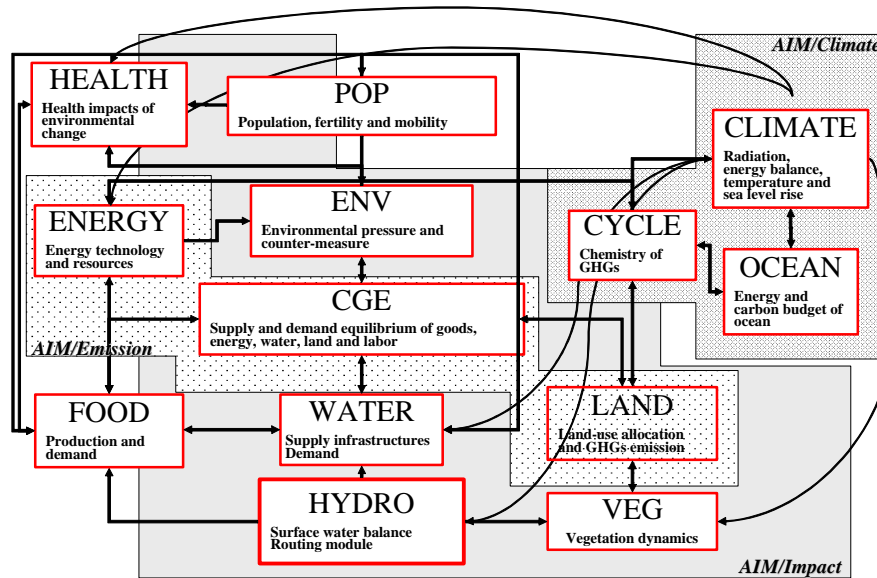 AIM/Climate
HEALTH
Health impacts of
environmental
change
POP
Population, fertility and mobility
CLIMATE
Radiation,
energy balance,
temperature and
sea level rise
ENERGY
Energy technology
and resources
ENV
Environmental pressure and
counter-measure
CYCLE
Chemistry of
GHGs
OCEAN
Energy and
carbon budget of
ocean
CGE
Supply and demand equilibrium of goods,
energy, water, land and labor
AIM/Emission
FOOD
Production and
demand
WATER
Supply infrastructures
Demand
LAND
Land-use allocation
and GHGs emission
HYDRO
Surface water balance
Routing module
VEG
Vegetation dynamics
AIM/Impact